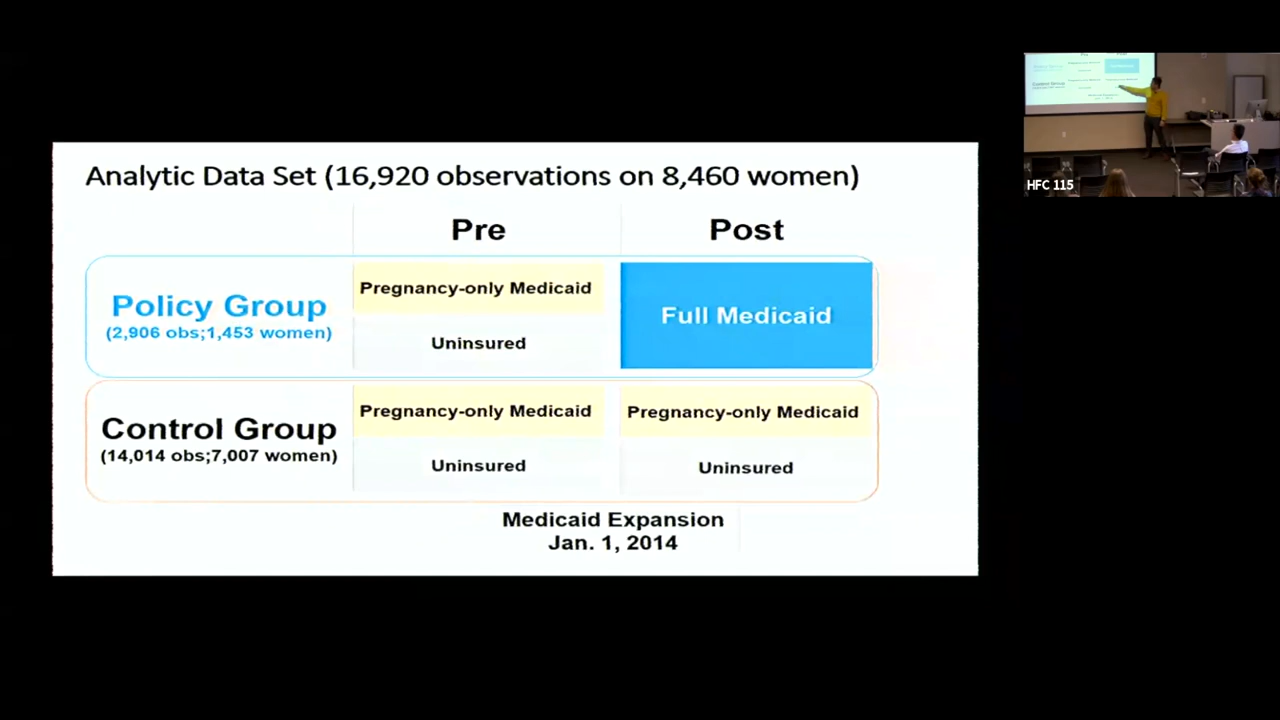 Analytic Data Set (16,920 observations on 8,460 women)
Pre
Post
Policy Group
(2,906 obs;1,453 women)
Pregnancy-only Medicaid
Uninsured
Full Medicaid
Control Group
(14,014 obs;7,007 women)
Pregnancy-only Medicaid
Uninsured
Pregnancy-only Medicaid
Uninsured
Medicaid Expansion
Jan. 1, 2014
HFC 115